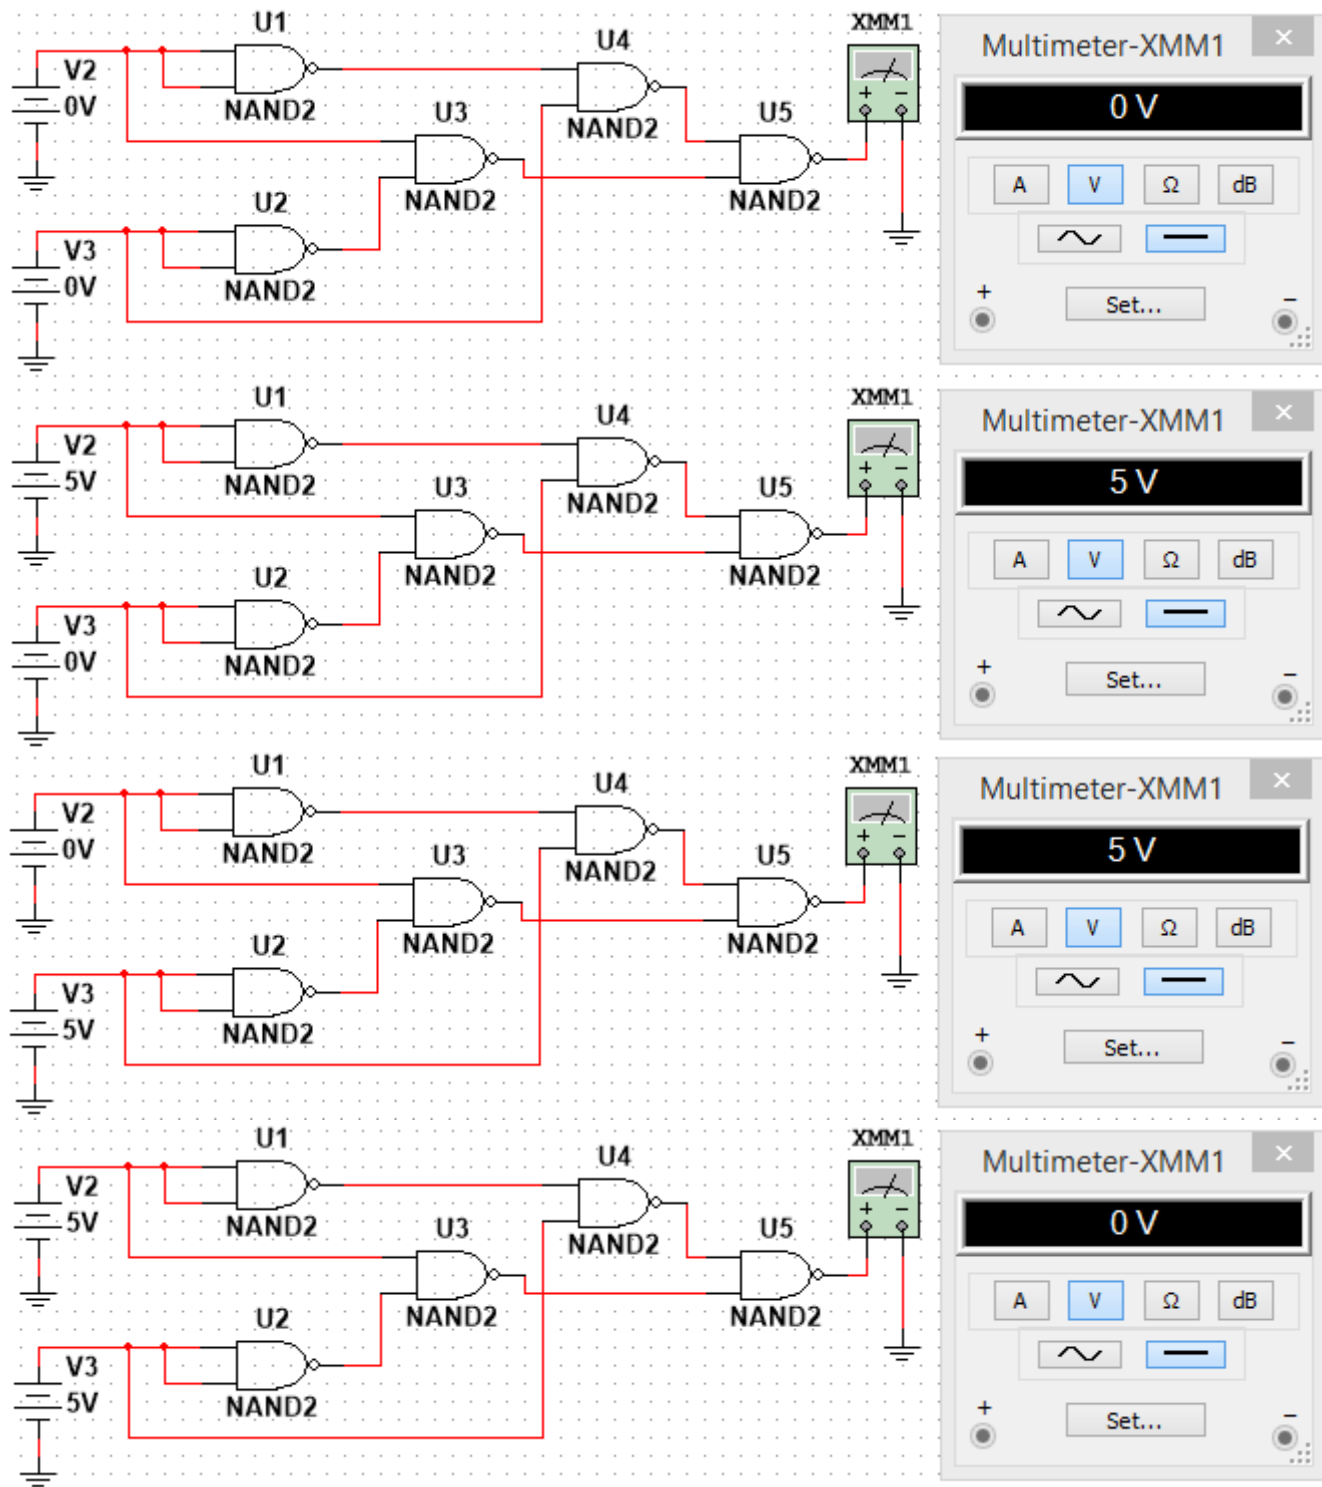 U1
V2
0V
NAND2
U4
NAND2
U3
NAND2
U5
NAND2
U2
V3
0V
NAND2
XMM1
+ −
Multimeter-XMM1 ×
0 V
A V Ω dB
+ Set... −
U1
V2
5V
NAND2
U4
NAND2
U3
NAND2
U5
NAND2
U2
V3
0V
NAND2
XMM1
+ −
Multimeter-XMM1 ×
5 V
A V Ω dB
+ Set... −
U1
V2
0V
NAND2
U4
NAND2
U3
NAND2
U5
NAND2
U2
V3
5V
NAND2
XMM1
+ −
Multimeter-XMM1 ×
5 V
A V Ω dB
+ Set... −
U1
V2
5V
NAND2
U4
NAND2
U3
NAND2
U5
NAND2
U2
V3
5V
NAND2
XMM1
+ −
Multimeter-XMM1 ×
0 V
A V Ω dB
+ Set... −